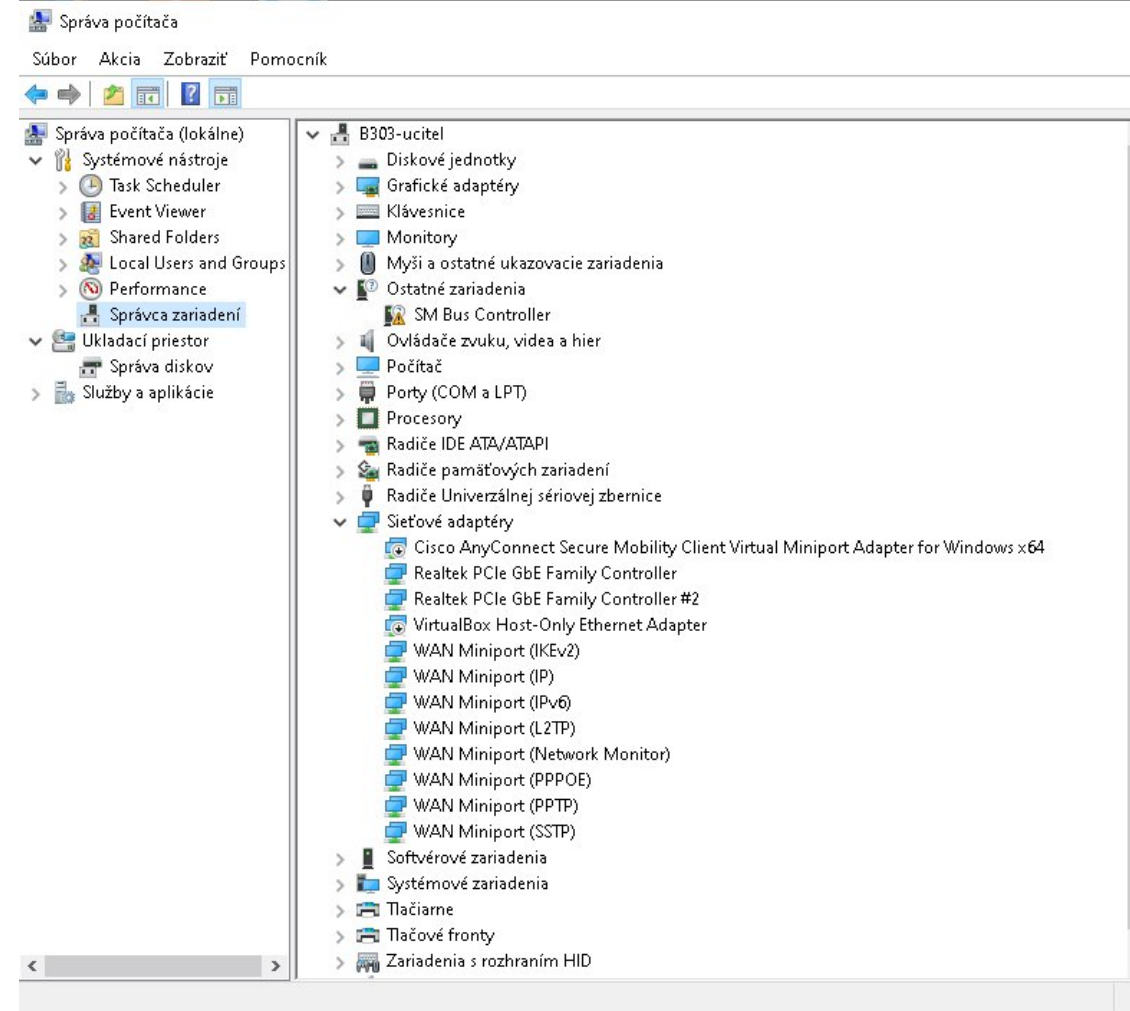 Správa počítača
Súbor Akcia Zobraziť Pomocník
Správa počítača (lokálne)
Systémové nástroje
Task Scheduler
Event Viewer
Shared Folders
Local Users and Groups
Performance
Správca zariadení
Ukladací priestor
Správa diskov
Služby a aplikácie
B303-ucitel
Diskové jednotky
Grafické adaptéry
Klávesnice
Monitory
Myši a ostatné ukazovacie zariadenia
Ostatné zariadenia
SM Bus Controller
Ovládače zvuku, videa a hier
Počítač
Porty (COM a LPT)
Procesory
Radiče IDE ATA/ATAPI
Radiče pamäťových zariadení
Radiče Univerzálnej sériovej zbernice
Sieťové adaptéry
Cisco AnyConnect Secure Mobility Client Virtual Miniport Adapter for Windows x64
Realtek PCIe GbE Family Controller
Realtek PCIe GbE Family Controller #2
VirtualBox Host-Only Ethernet Adapter
WAN Miniport (IKEv2)
WAN Miniport (IP)
WAN Miniport (IPv6)
WAN Miniport (L2TP)
WAN Miniport (Network Monitor)
WAN Miniport (PPPOE)
WAN Miniport (PPTP)
WAN Miniport (SSTP)
Softvérové zariadenia
Systémové zariadenia
Tlačiarne
Tlačové fronty
Zariadenia s rozhraním HID